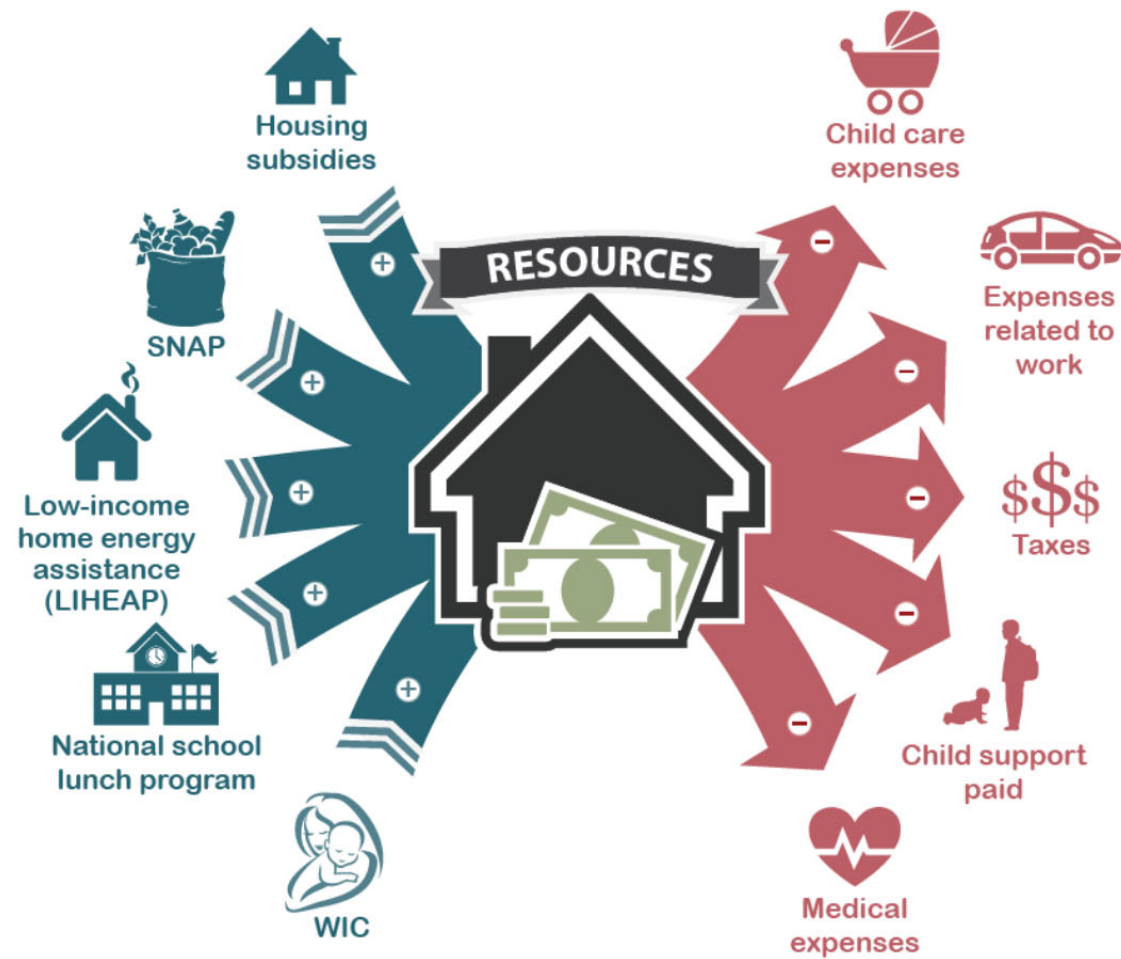 RESOURCES
Housing
subsidies
SNAP
Low-income
home energy
assistance
(LIHEAP)
National school
lunch program
WIC
Child care
expenses
Expenses
related to
work
$$$
Taxes
Child support
paid
Medical
expenses